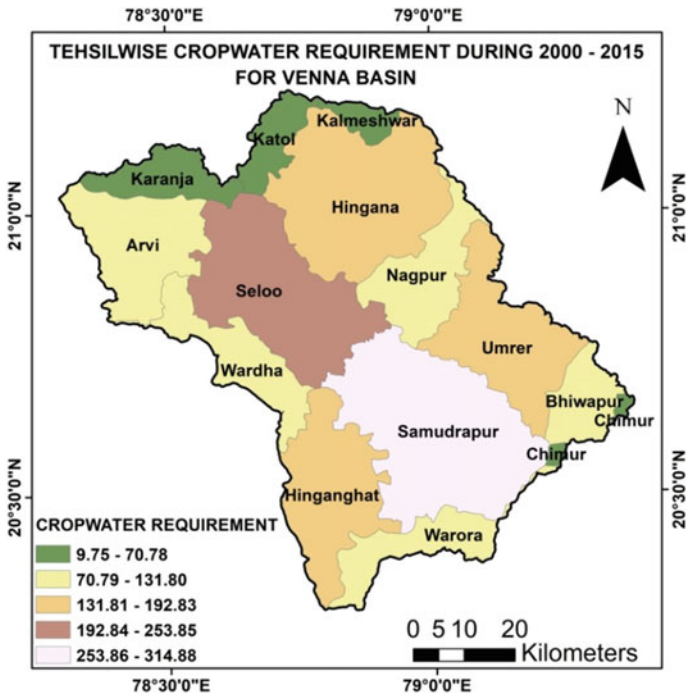 78°30'0"E 79°0'0"E
TEHSILWISE CROPWATER REQUIREMENT DURING 2000 - 2015
FOR VENNA BASIN
N
Kalmeshwar
Katol
Karanja
Hingana
21°0'0"N 21°0'0"N
Arvi
Nagpur
Seloo
Umrer
Wardha
Bhiwapur
Chimur
Samudrapur
Chimur
Hinganghat
20°30'0"N 20°30'0"N
Warora
CROPWATER REQUIREMENT
9.75 - 70.78
70.79 - 131.80
131.81 - 192.83
192.84 - 253.85
253.86 - 314.88
0 5 10 20
Kilometers
78°30'0"E 79°0'0"E